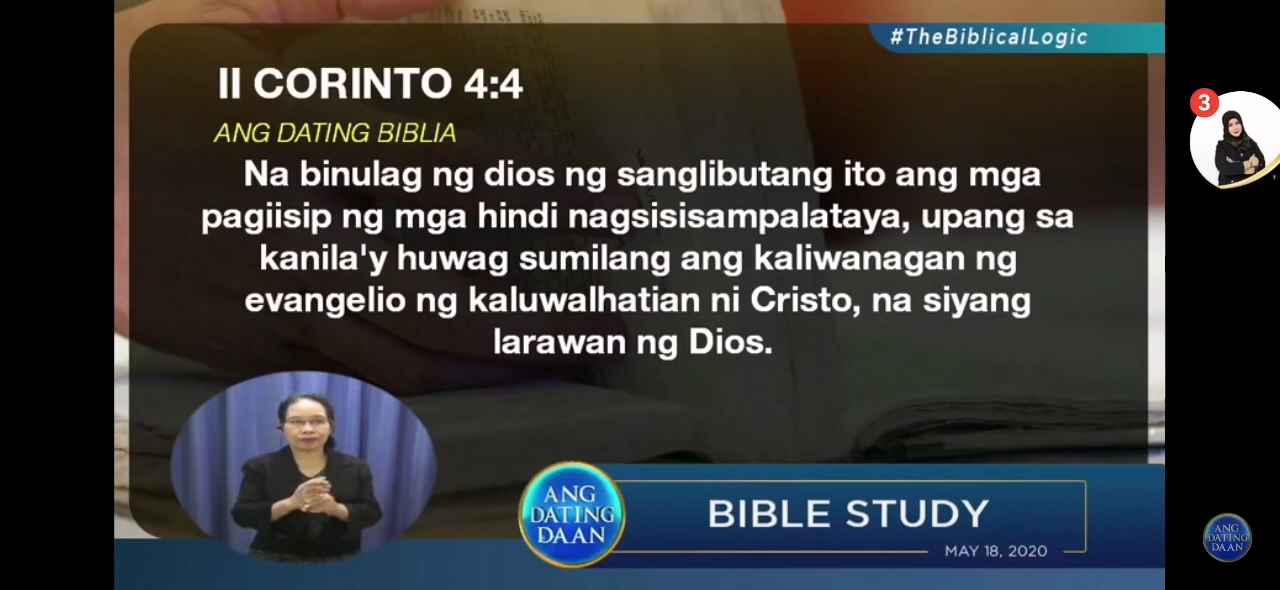 #TheBiblicalLogic
II CORINTO 4:4
ANG DATING BIBLIA
Na binulag ng dios ng sanglibutang ito ang mga
pagiisip ng mga hindi nagsisisampalataya, upang sa
kanila'y huwag sumilang ang kaliwanagan ng
evangelio ng kaluwalhatian ni Cristo, na siyang
larawan ng Dios.
3
ANG
DATING
DAAN
BIBLE STUDY
MAY 18, 2020
ANG
DATING
DAAN